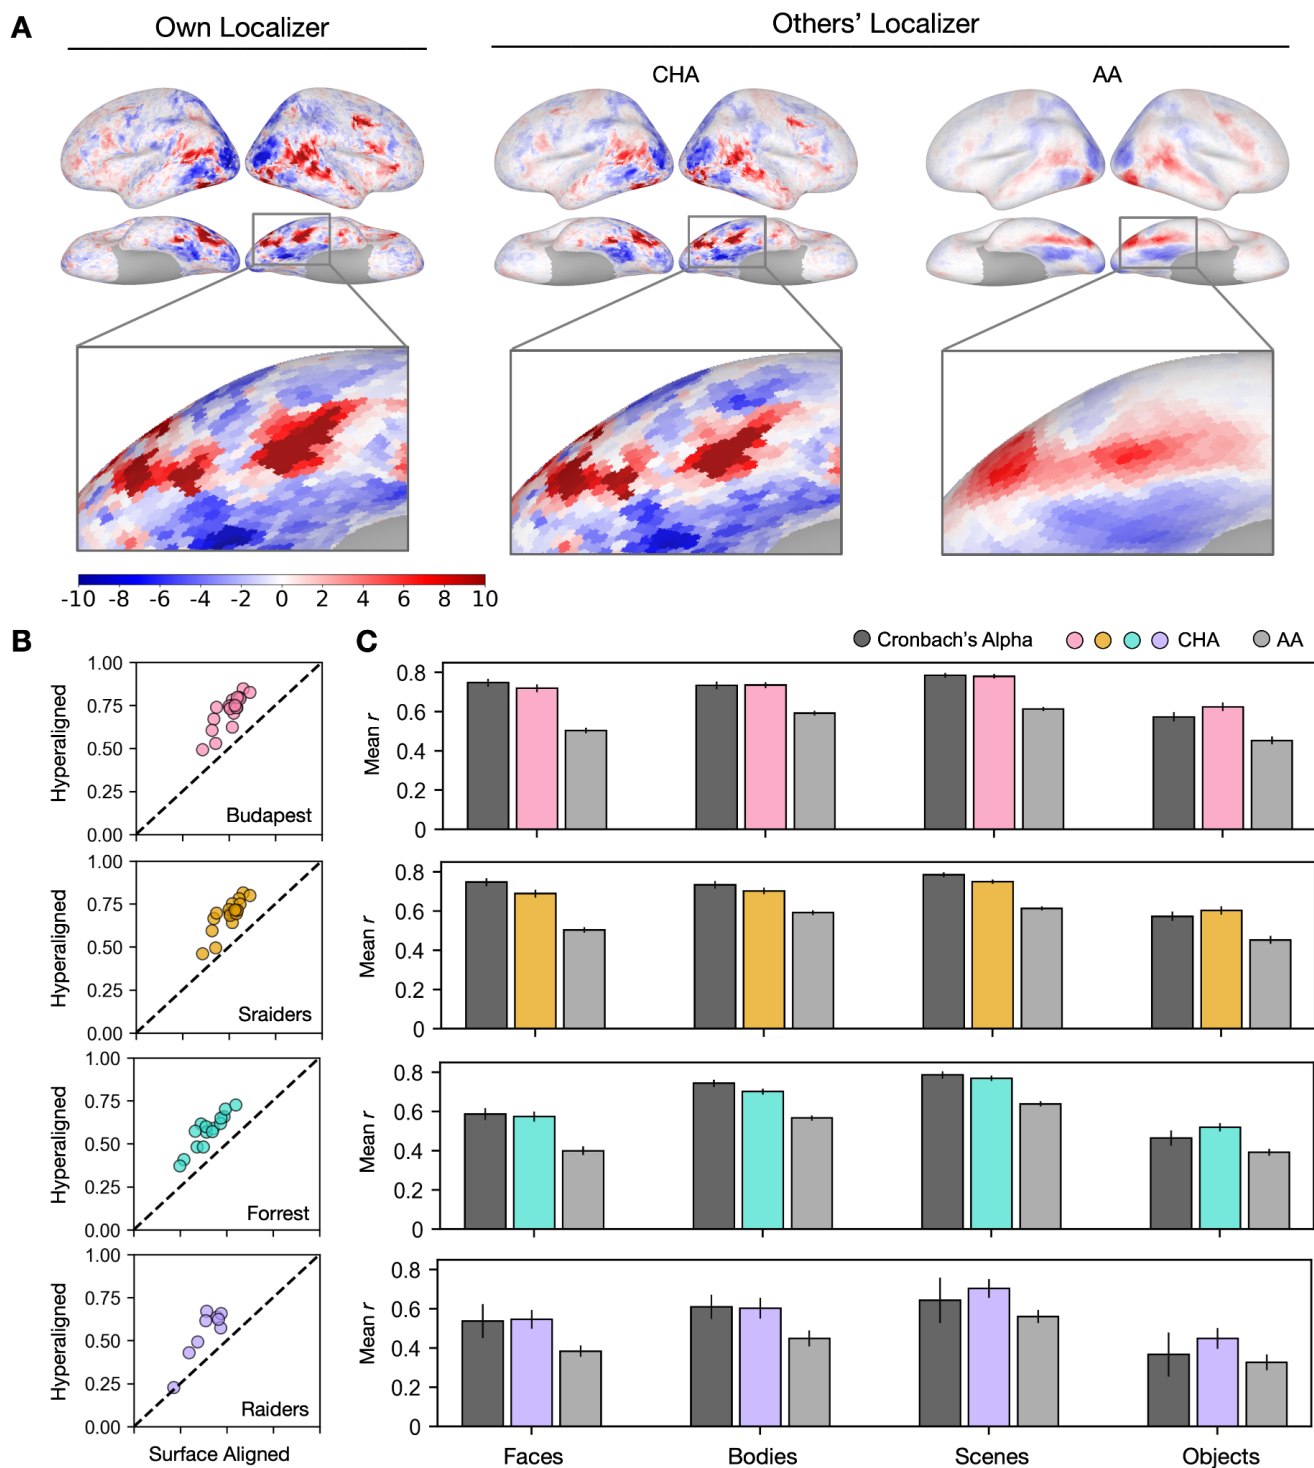 A
Own Localizer
Others' Localizer
CHA
AA
-10 -8 -6 -4 -2 0 2 4 6 8 10
B
C
Cronbach's Alpha
CHA
AA
1.00
0.75
0.50
0.25
0.00
Hyperaligned
Budapest
0.8
0.6
0.4
0.2
0
Mean r
1.00
0.75
0.50
0.25
0.00
Hyperaligned
Sraiders
0.8
0.6
0.4
0.2
0
Mean r
1.00
0.75
0.50
0.25
0.00
Hyperaligned
Forrest
0.8
0.6
0.4
0.2
0
Mean r
1.00
0.75
0.50
0.25
0.00
Hyperaligned
Raiders
Surface Aligned
0.8
0.6
0.4
0.2
0
Mean r
Faces
Bodies
Scenes
Objects